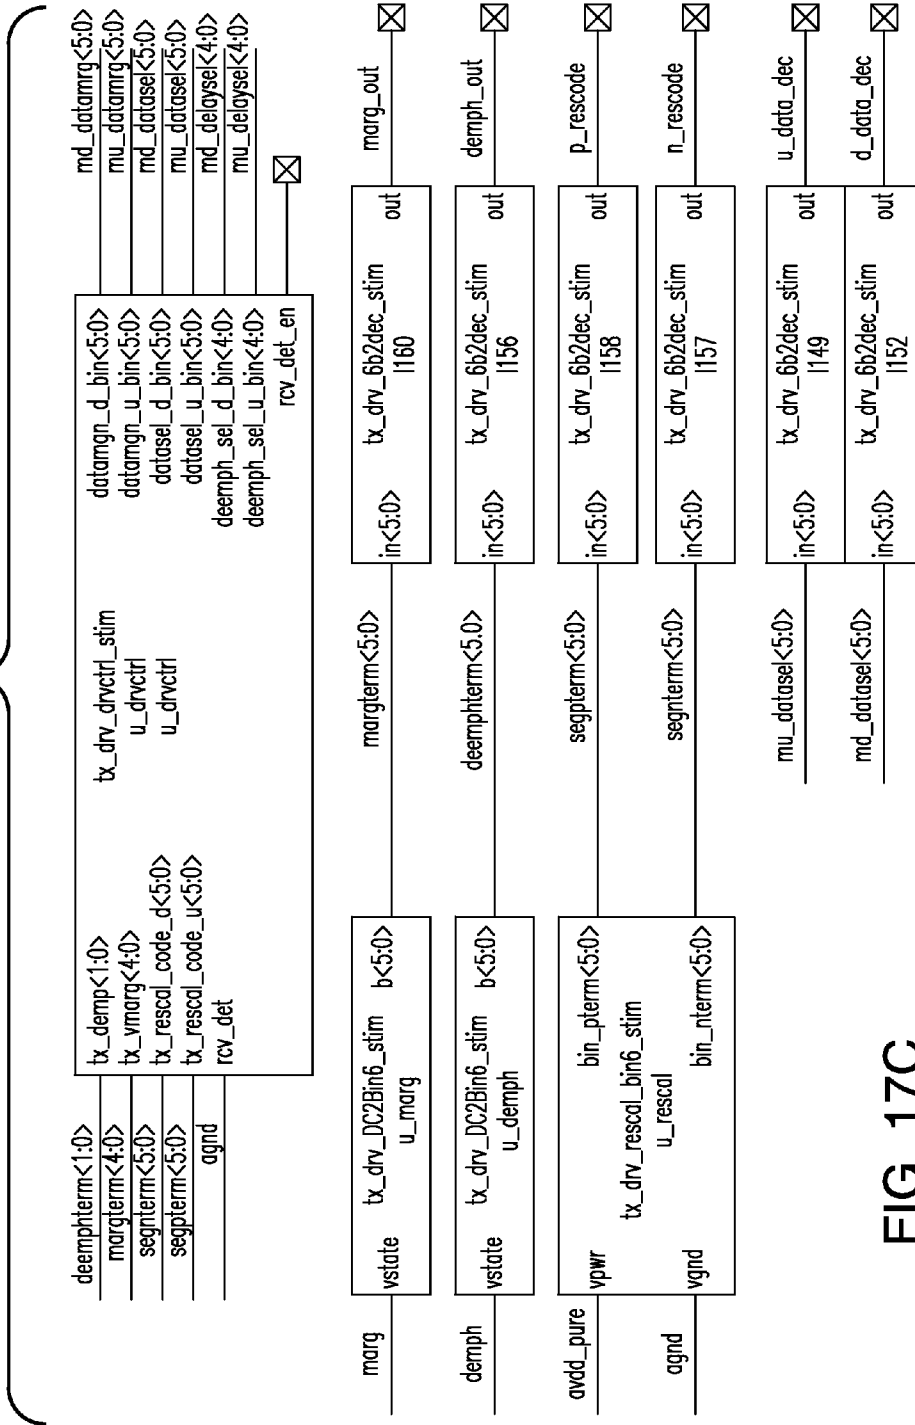 deemphterm<1:0>
margterm<4:0>
segnterm<5:0>
segpterm<5:0>
agnd
tx_demp<1:0>
tx_vmarg<4:0>
tx_rescal_code_d<5:0>
tx_rescal_code_u<5:0>
rcv_det
tx_drv_drvctrl_stim
u_drvctrl
u_drvctrl
datamgn_d_bin<5:0>
datamgn_u_bin<5:0>
datasel_d_bin<5:0>
datasel_u_bin<5:0>
deemph_sel_d_bin<4:0>
deemph_sel_u_bin<4:0>
rcv_det_en
md_datamrg<5:0>
mu_datamrg<5:0>
md_datasel<5:0>
mu_datasel<5:0>
md_delaysel<4:0>
mu_delaysel<4:0>
marg
vstate
tx_drv_DC2Bin6_stim
u_marg
b<5:0>
margterm<5:0>
in<5:0>
tx_drv_6b2dec_stim
I160
out
marg_out
demph
vstate
tx_drv_DC2Bin6_stim
u_demph
b<5:0>
deemphterm<5.0>
in<5:0>
tx_drv_6b2dec_stim
I156
out
demph_out
avdd_pure
vpwr
agnd
vgnd
tx_drv_rescal_bin6_stim
u_rescal
bin_pterm<5:0>
bin_nterm<5:0>
segpterm<5:0>
in<5:0>
tx_drv_6b2dec_stim
I158
out
p_rescode
segnterm<5:0>
in<5:0>
tx_drv_6b2dec_stim
I157
out
n_rescode
mu_datasel<5:0>
in<5:0>
tx_drv_6b2dec_stim
I149
out
u_data_dec
md_datasel<5:0>
in<5:0>
tx_drv_6b2dec_stim
I152
out
d_data_dec
FIG. 17C